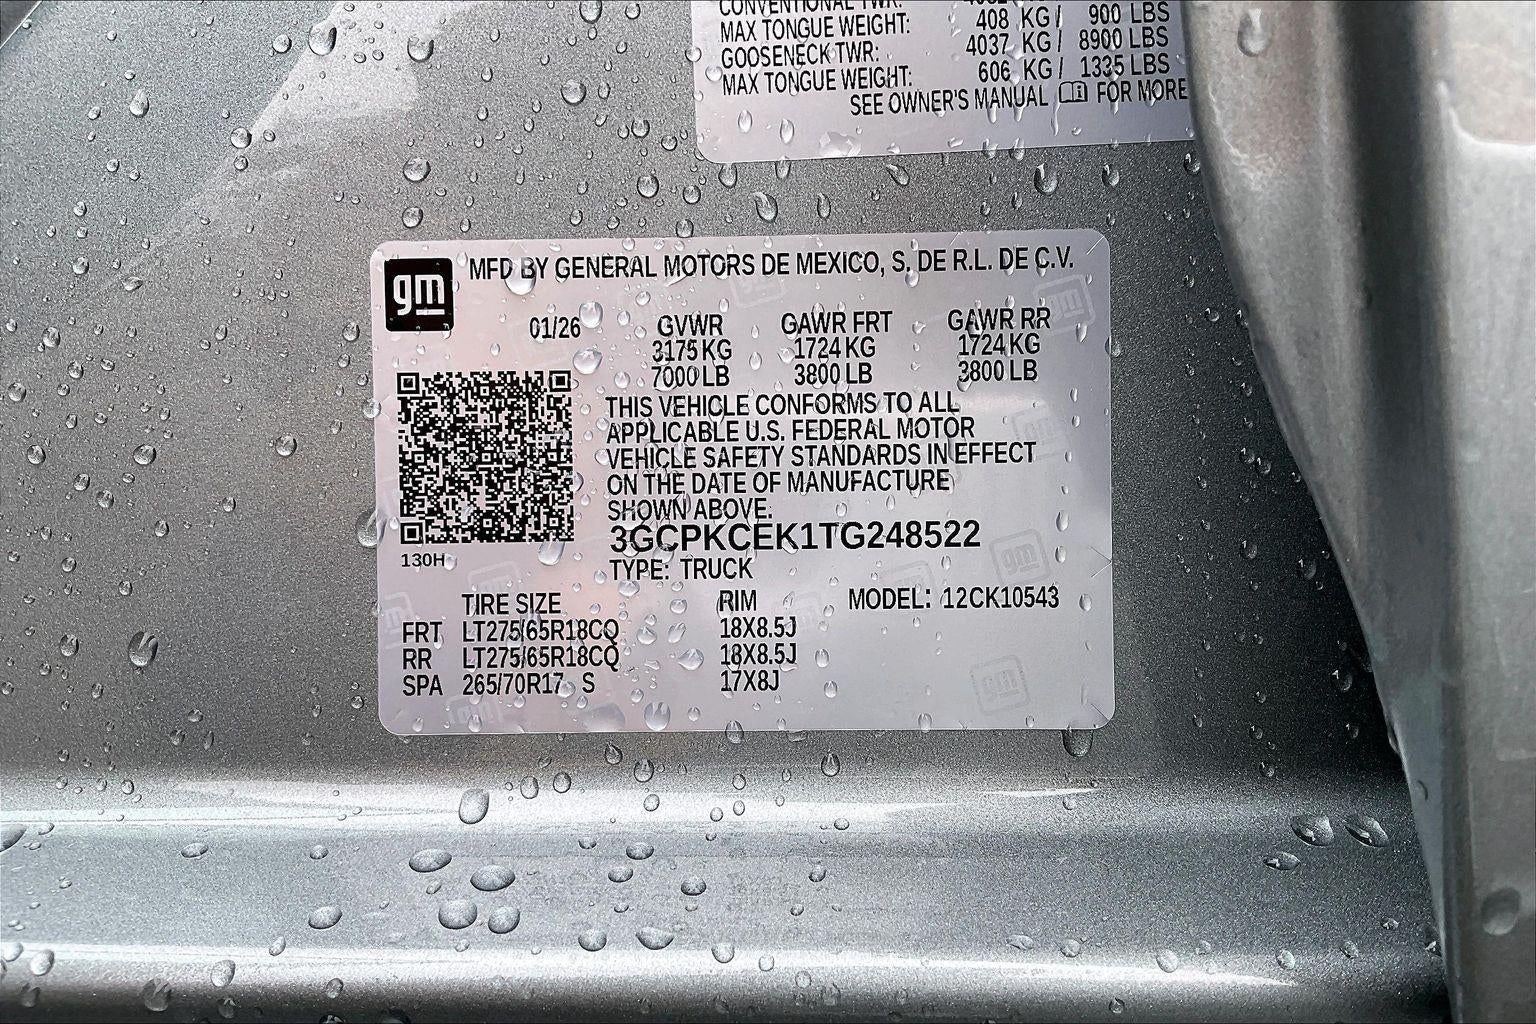 CONVENTIONAL TWR:
MAX TONGUE WEIGHT: 408 KG / 900 LBS
GOOSENECK TWR: 4037 KG / 8900 LBS
MAX TONGUE WEIGHT: 606 KG / 1335 LBS
SEE OWNER'S MANUAL FOR MORE
gm
MFD BY GENERAL MOTORS DE MEXICO, S. DE R.L. DE C.V.
01/26 GVWR GAWR FRT GAWR RR
3175 KG 1724 KG 1724 KG
7000 LB 3800 LB 3800 LB
THIS VEHICLE CONFORMS TO ALL
APPLICABLE U.S. FEDERAL MOTOR
VEHICLE SAFETY STANDARDS IN EFFECT
ON THE DATE OF MANUFACTURE
SHOWN ABOVE.
3GCPKCEK1TG248522
130H
TYPE: TRUCK
TIRE SIZE RIM MODEL: 12CK10543
FRT LT275/65R18CQ 18X8.5J
RR LT275/65R18CQ 18X8.5J
SPA 265/70R17 S 17X8J